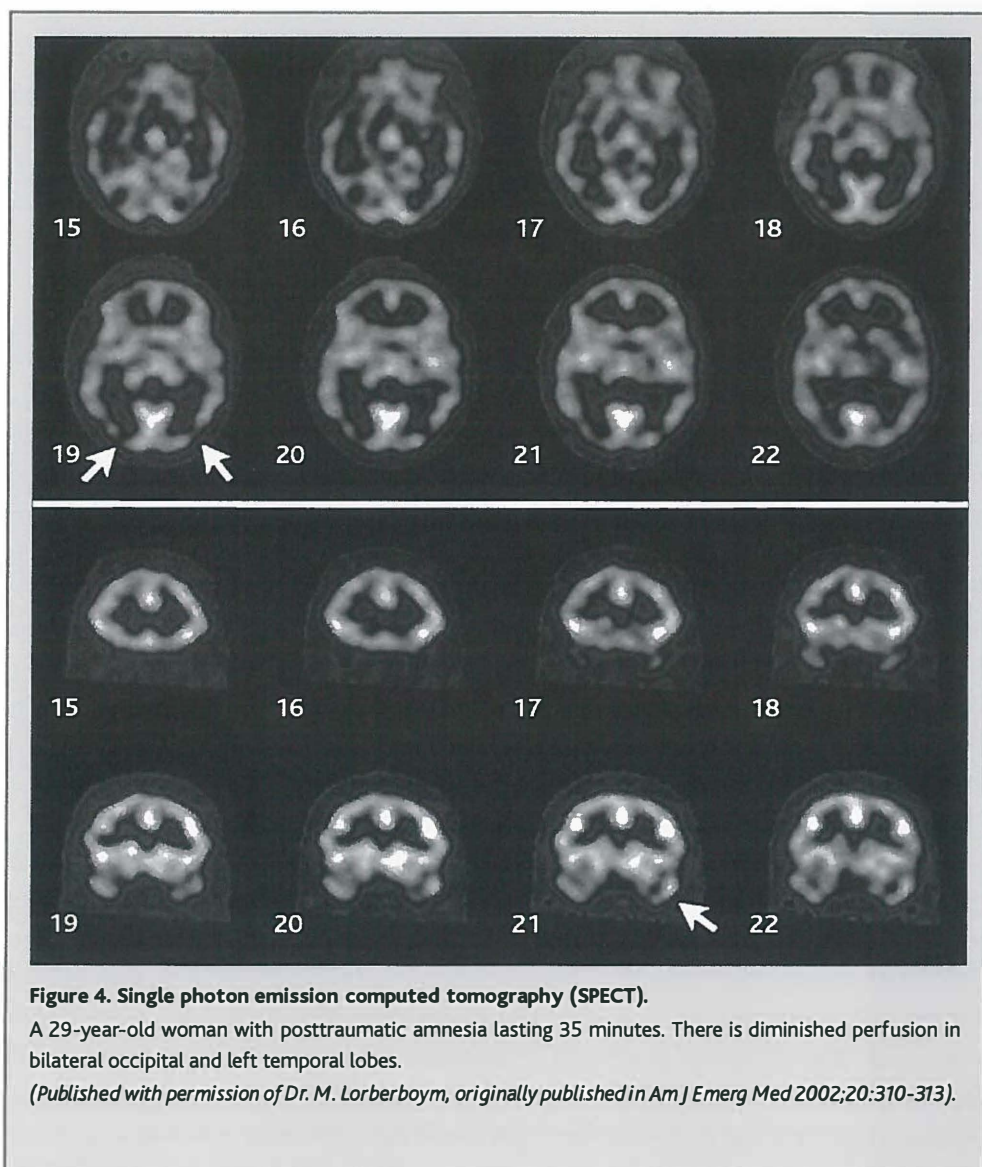 15 16 17 18
19 20 21 22
15 16 17 18
19 20 21 22
Figure 4. Single photon emission computed tomography (SPECT).
A 29-year-old woman with posttraumatic amnesia lasting 35 minutes. There is diminished perfusion in
bilateral occipital and left temporal lobes.
(Published with permission of Dr. M. Lorberboym, originally published in Am J Emerg Med 2002;20:310-313).